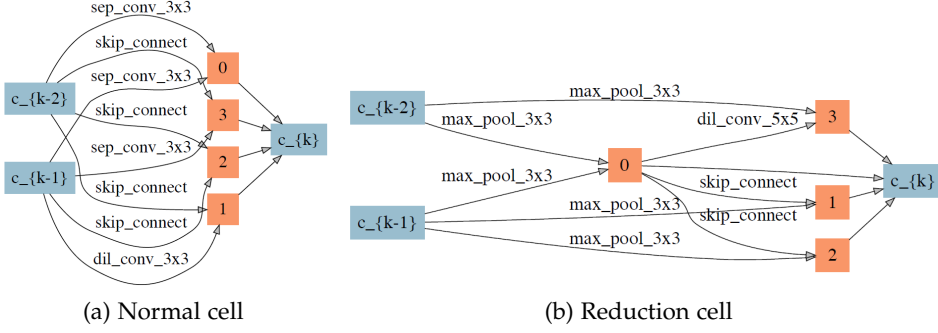 sep_conv_3x3
skip_connect
0
sep_conv_3x3
c_{k-2}
skip_connect
3
c_{k}
sep_conv_3x3
2
c_{k-1}
skip_connect
1
dil_conv_3x3
(a) Normal cell
c_{k-2}
max_pool_3x3
max_pool_3x3
dil_conv_5x5
3
0
max_pool_3x3
skip_connect
c_{k}
max_pool_3x3
1
c_{k-1}
skip_connect
max_pool_3x3
2
(b) Reduction cell